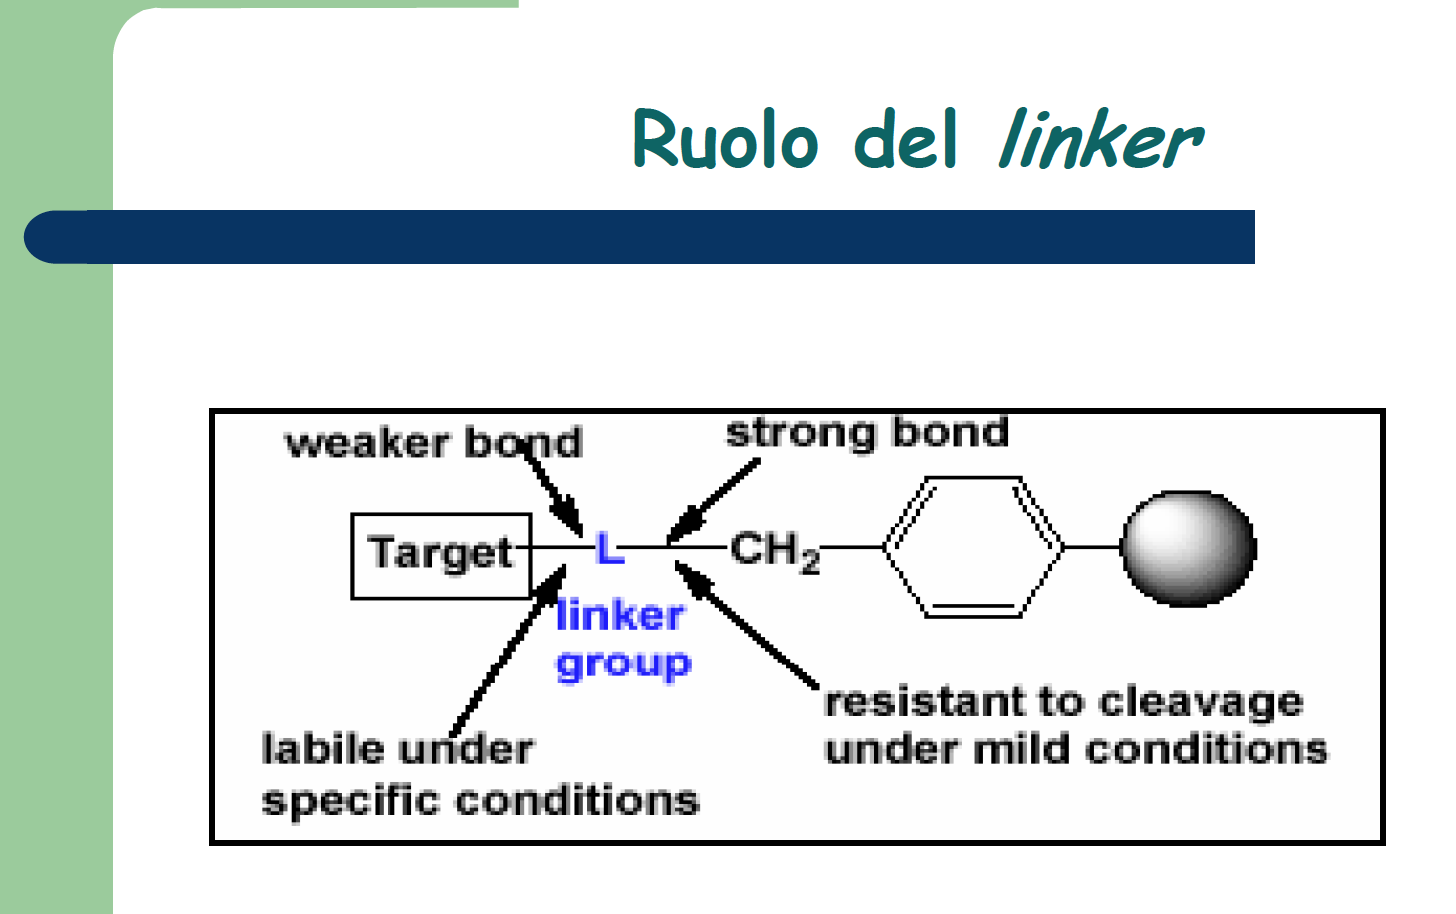 Ruolo del linker
weaker bond
strong bond
Target
L
CH2
linker
group
resistant to cleavage
under mild conditions
labile under
specific conditions